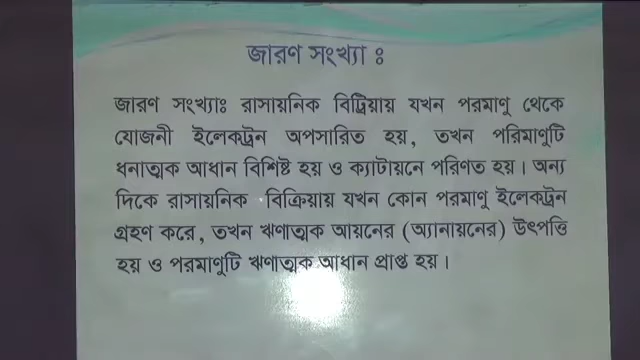 জারণ সংখ্যা ঃ
জারণ সংখ্যাঃ রাসায়নিক বিট্রিয়ায় যখন পরমাণু থেকে
যোজনী ইলেকট্রন অপসারিত হয়, তখন পরিমাণুটি
ধনাত্মক আধান বিশিষ্ট হয় ও ক্যাটায়নে পরিণত হয়। অন্য
দিকে রাসায়নিক বিক্রিয়ায় যখন কোন পরমাণু ইলেকট্রন
গ্রহণ করে, তখন ঋণাত্মক আয়নের (অ্যানায়নের) উৎপত্তি
হয় ও পরমাণুটি ঋণাত্মক আধান প্রাপ্ত হয়।